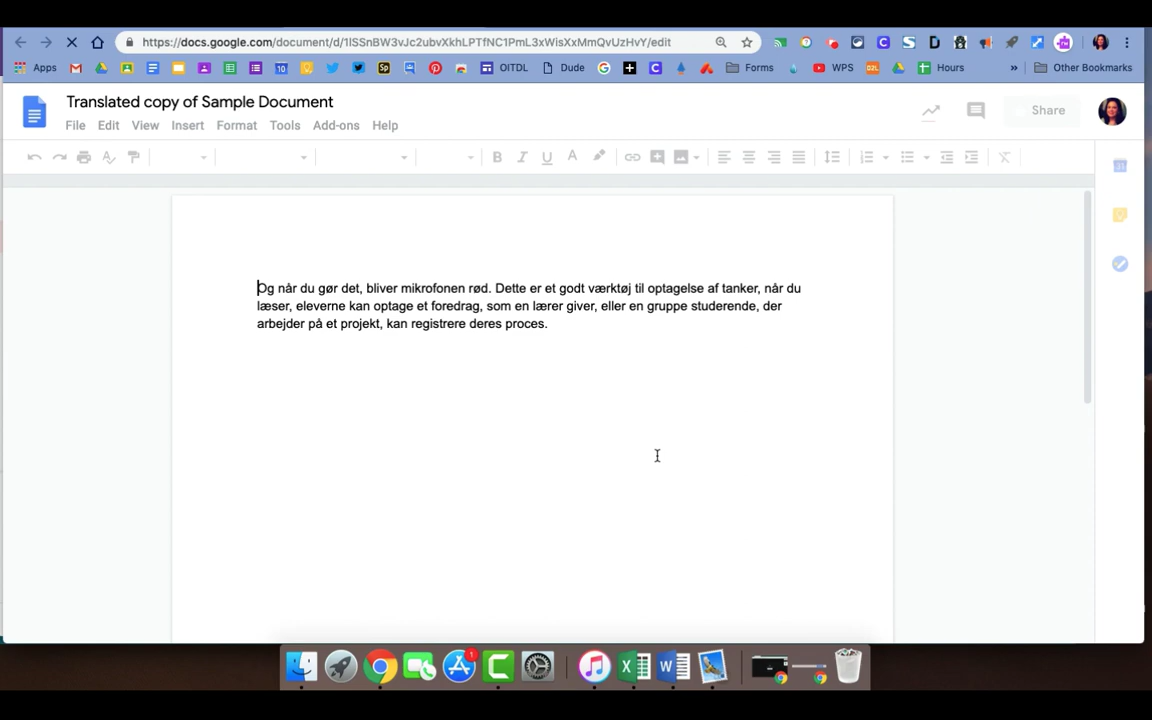 https://docs.google.com/document/d/1lSSnBW3vJc2ubvXkhLPTfNC1PmL3xWisXxMmQvUzHvY/edit
Apps
OITDL
Dude
Forms
WPS
Hours
»
Other Bookmarks
Translated copy of Sample Document
File Edit View Insert Format Tools Add-ons Help
Share
B I U A
Og når du gør det, bliver mikrofonen rød. Dette er et godt værktøj til optagelse af tanker, når du
læser, eleverne kan optage et foredrag, som en lærer giver, eller en gruppe studerende, der
arbejder på et projekt, kan registrere deres proces.